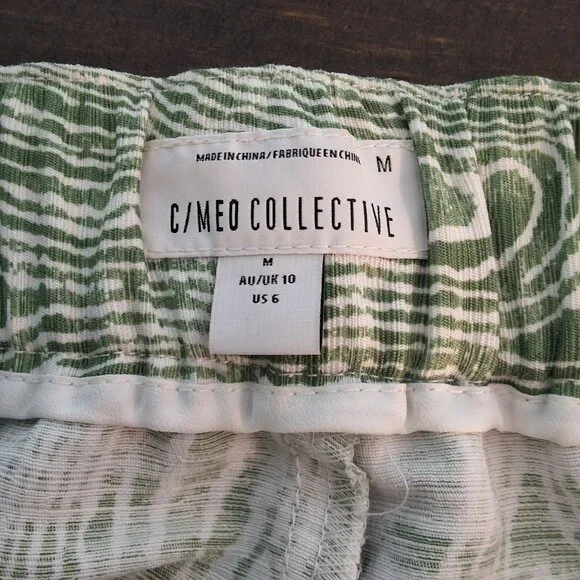 MADE IN CHINA/FABRIQUE EN CHINE M
C/MEO COLLECTIVE
M
AU/UK 10
US 6